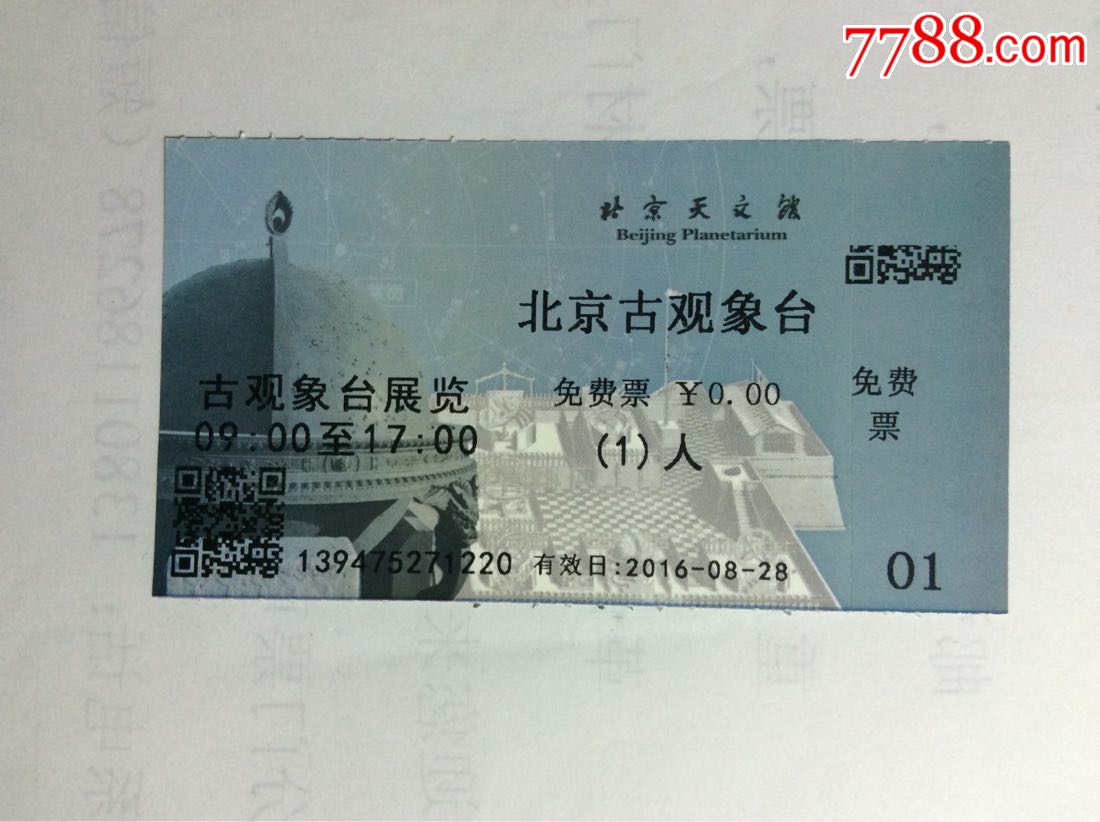 7788.com
北京天文馆
Beijing Planetarium
北京古观象台
古观象台展览
09:00至17:00
免费票 ￥0.00
(1)人
免费
票
139475271220 有效日:2016-08-28
01